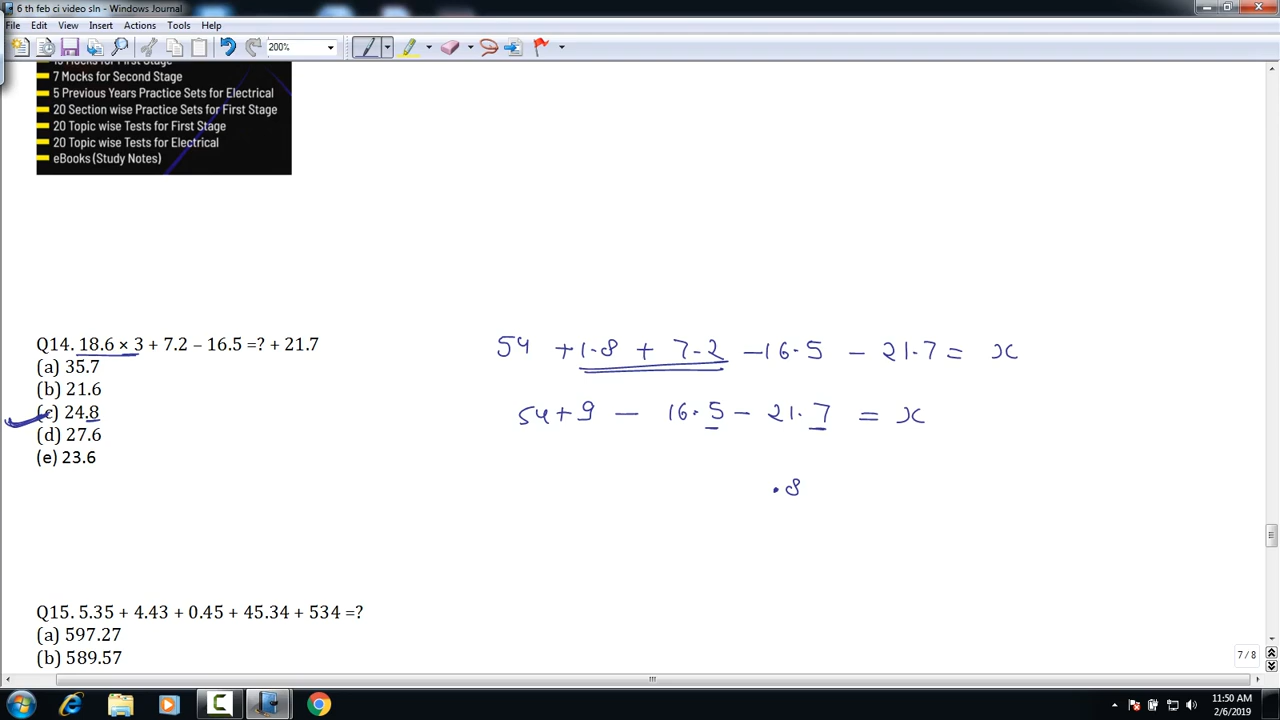 6 th feb ci video sln - Windows Journal
File Edit View Insert Actions Tools Help
200%
7 Mocks for Second Stage
5 Previous Years Practice Sets for Electrical
20 Section wise Practice Sets for First Stage
20 Topic wise Tests for First Stage
20 Topic wise Tests for Electrical
eBooks (Study Notes)
Q14. 18.6 × 3 + 7.2 – 16.5 =? + 21.7
54 + 1.8 + 7.2 - 16.5 - 21.7 = x
(a) 35.7
(b) 21.6
(c) 24.8
54 + 9 - 16.5 - 21.7 = x
(d) 27.6
(e) 23.6
.8
Q15. 5.35 + 4.43 + 0.45 + 45.34 + 534 =?
(a) 597.27
(b) 589.57
7 / 8
11:50 AM
2/6/2019